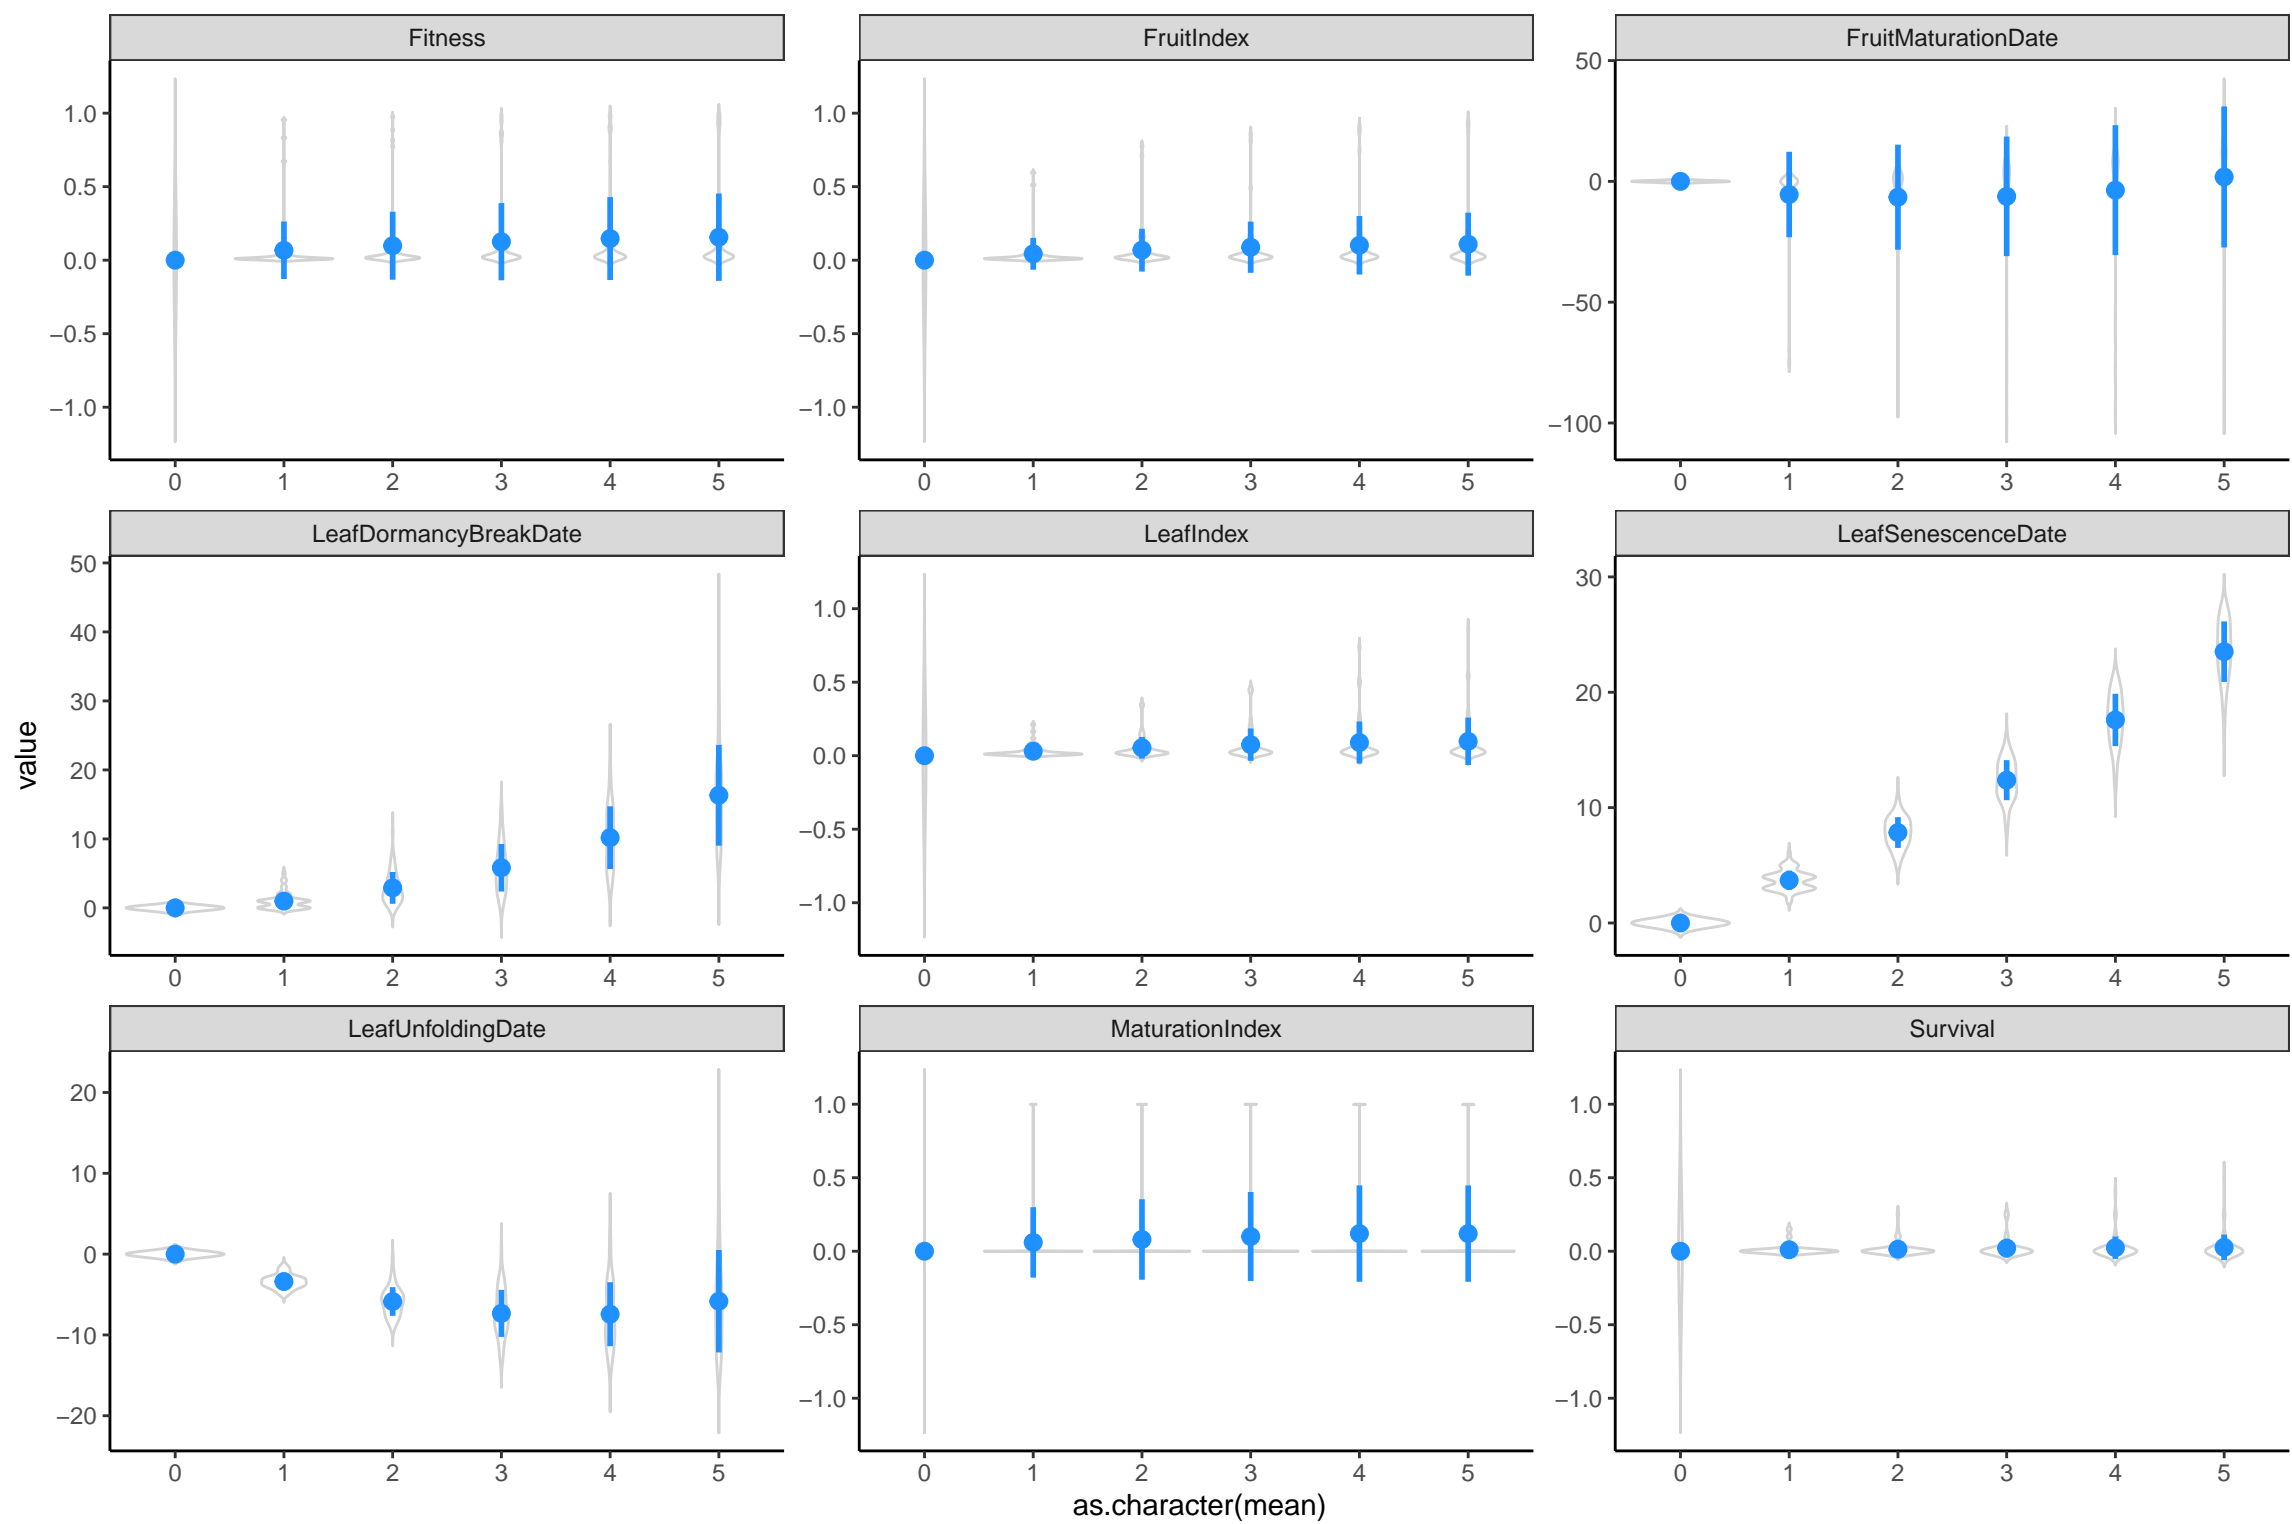 Fitness
FruitIndex
FruitMaturationDate
1.0
0.5
0.0
−0.5
−1.0
0 1 2 3 4 5
1.0
0.5
0.0
−0.5
−1.0
0 1 2 3 4 5
50
0
−50
−100
0 1 2 3 4 5
LeafDormancyBreakDate
LeafIndex
LeafSenescenceDate
value
50
40
30
20
10
0
0 1 2 3 4 5
1.0
0.5
0.0
−0.5
−1.0
0 1 2 3 4 5
30
20
10
0
0 1 2 3 4 5
LeafUnfoldingDate
MaturationIndex
Survival
20
10
0
−10
−20
0 1 2 3 4 5
1.0
0.5
0.0
−0.5
−1.0
0 1 2 3 4 5
1.0
0.5
0.0
−0.5
−1.0
0 1 2 3 4 5
as.character(mean)